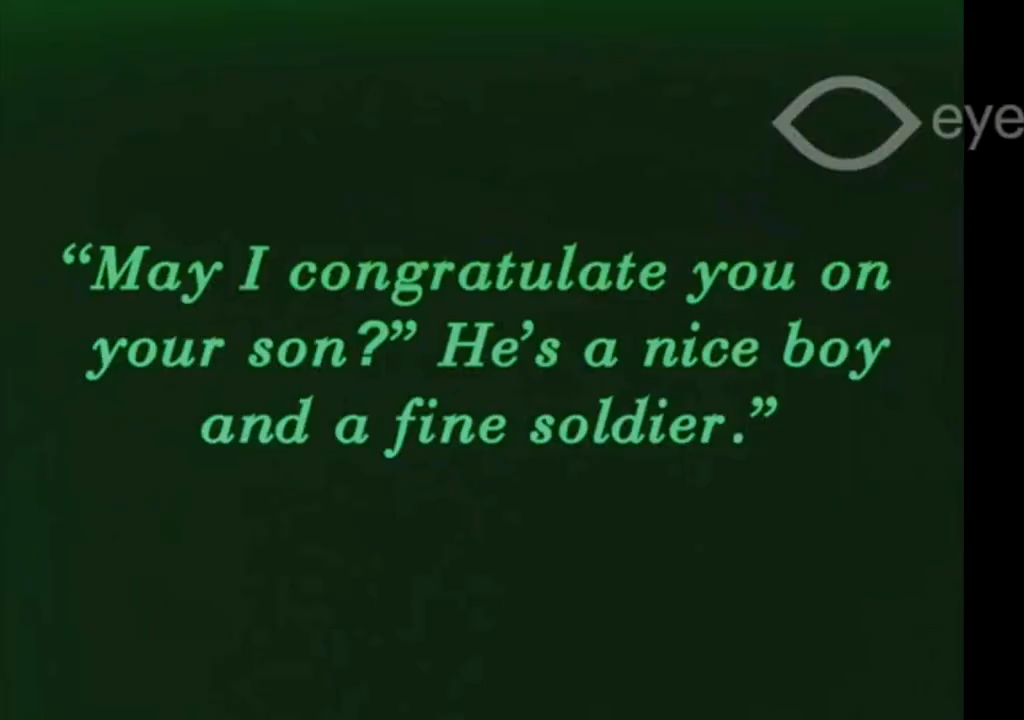 eye
“May I congratulate you on
your son?” He’s a nice boy
and a fine soldier.”